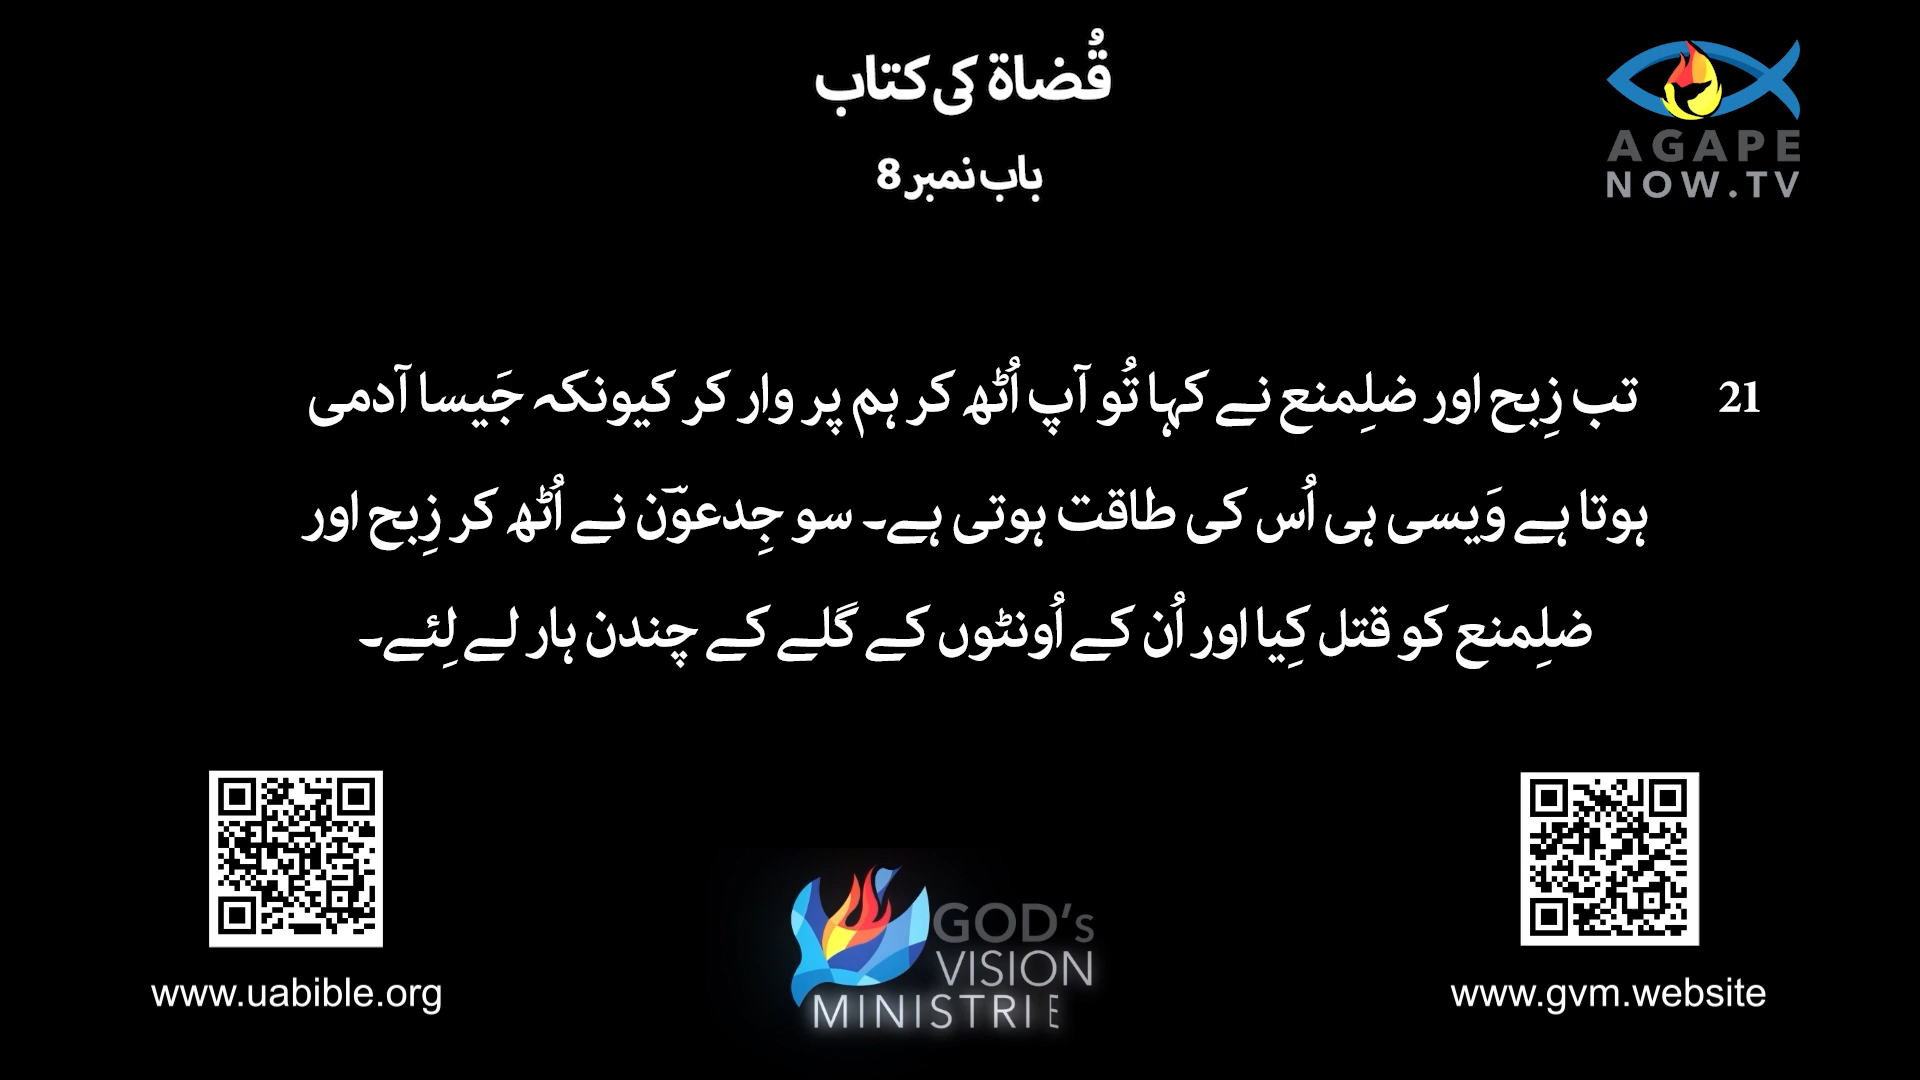 قُضاۃ کی کتاب
باب نمبر 8
AGAPE
NOW.TV
21 تب زِبح اور ضلِمنع نے کہا تُو آپ اُٹھ کر ہم پر وار کر کیونکہ جَیسا آدمی
ہوتا ہے وَیسی ہی اُس کی طاقت ہوتی ہے۔ سو جِدعوؔن نے اُٹھ کر زِبح اور
ضلِمنع کو قتل کِیا اور اُن کے اُونٹوں کے گلے کے چندن ہار لے لِئے۔
www.uabible.org
GOD's
VISION
MINISTRIE
www.gvm.website